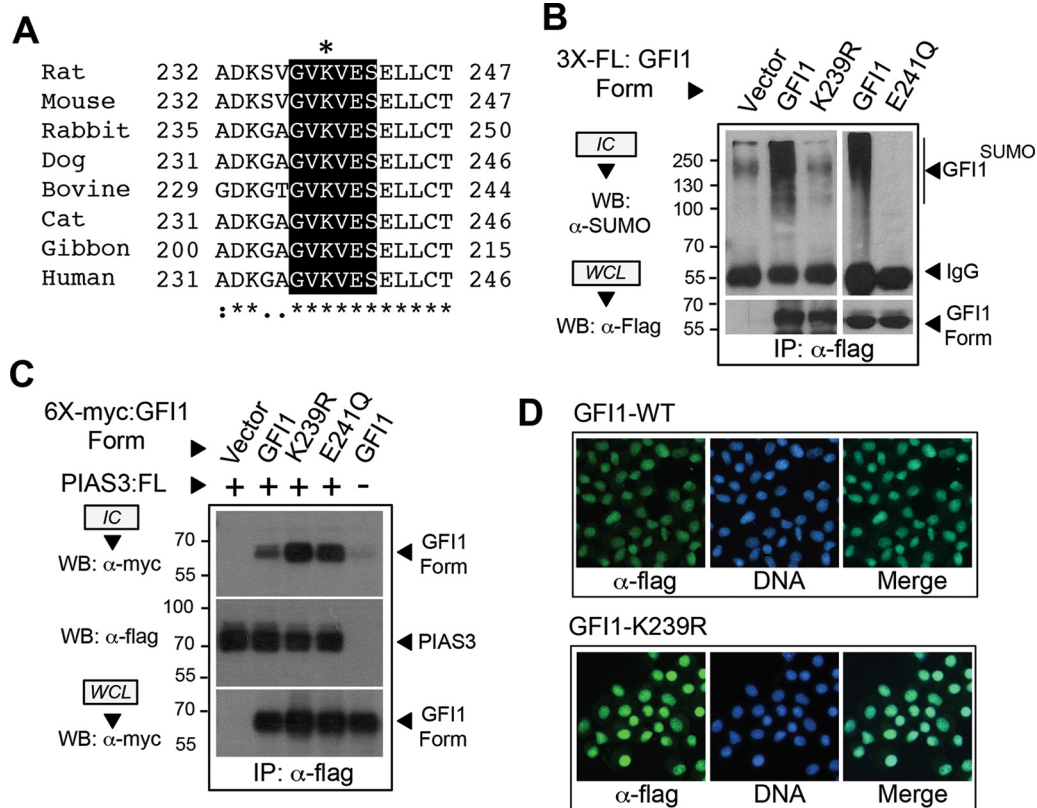 A
*
Rat 232 ADKSVGVKVESELLCT 247
Mouse 232 ADKSVGVKVESELLCT 247
Rabbit 235 ADKGAGVKVESELLCT 250
Dog 231 ADKGAGVKVESELLCT 246
Bovine 229 GDKGTGVKVESELLCT 244
Cat 231 ADKGAGVKVESELLCT 246
Gibbon 200 ADKGAGVKVESELLCT 215
Human 231 ADKGAGVKVESELLCT 246
:**..***********
B
3X-FL: GFI1
Form
Vector GFI1 K239R GFI1 E241Q
IC
WB:
α-SUMO
WCL
WB: α-Flag
250
130
100
70
55
70
55
SUMO
GFI1
IgG
GFI1
Form
IP: α-flag
C
6X-myc:GFI1
Form
Vector GFI1 K239R E241Q GFI1
PIAS3:FL + + + + -
IC
WB: α-myc
70
55
GFI1
Form
WB: α-flag
100
70
55
PIAS3
WCL
WB: α-myc
70
55
GFI1
Form
IP: α-flag
D
GFI1-WT
α-flag DNA Merge
GFI1-K239R
α-flag DNA Merge